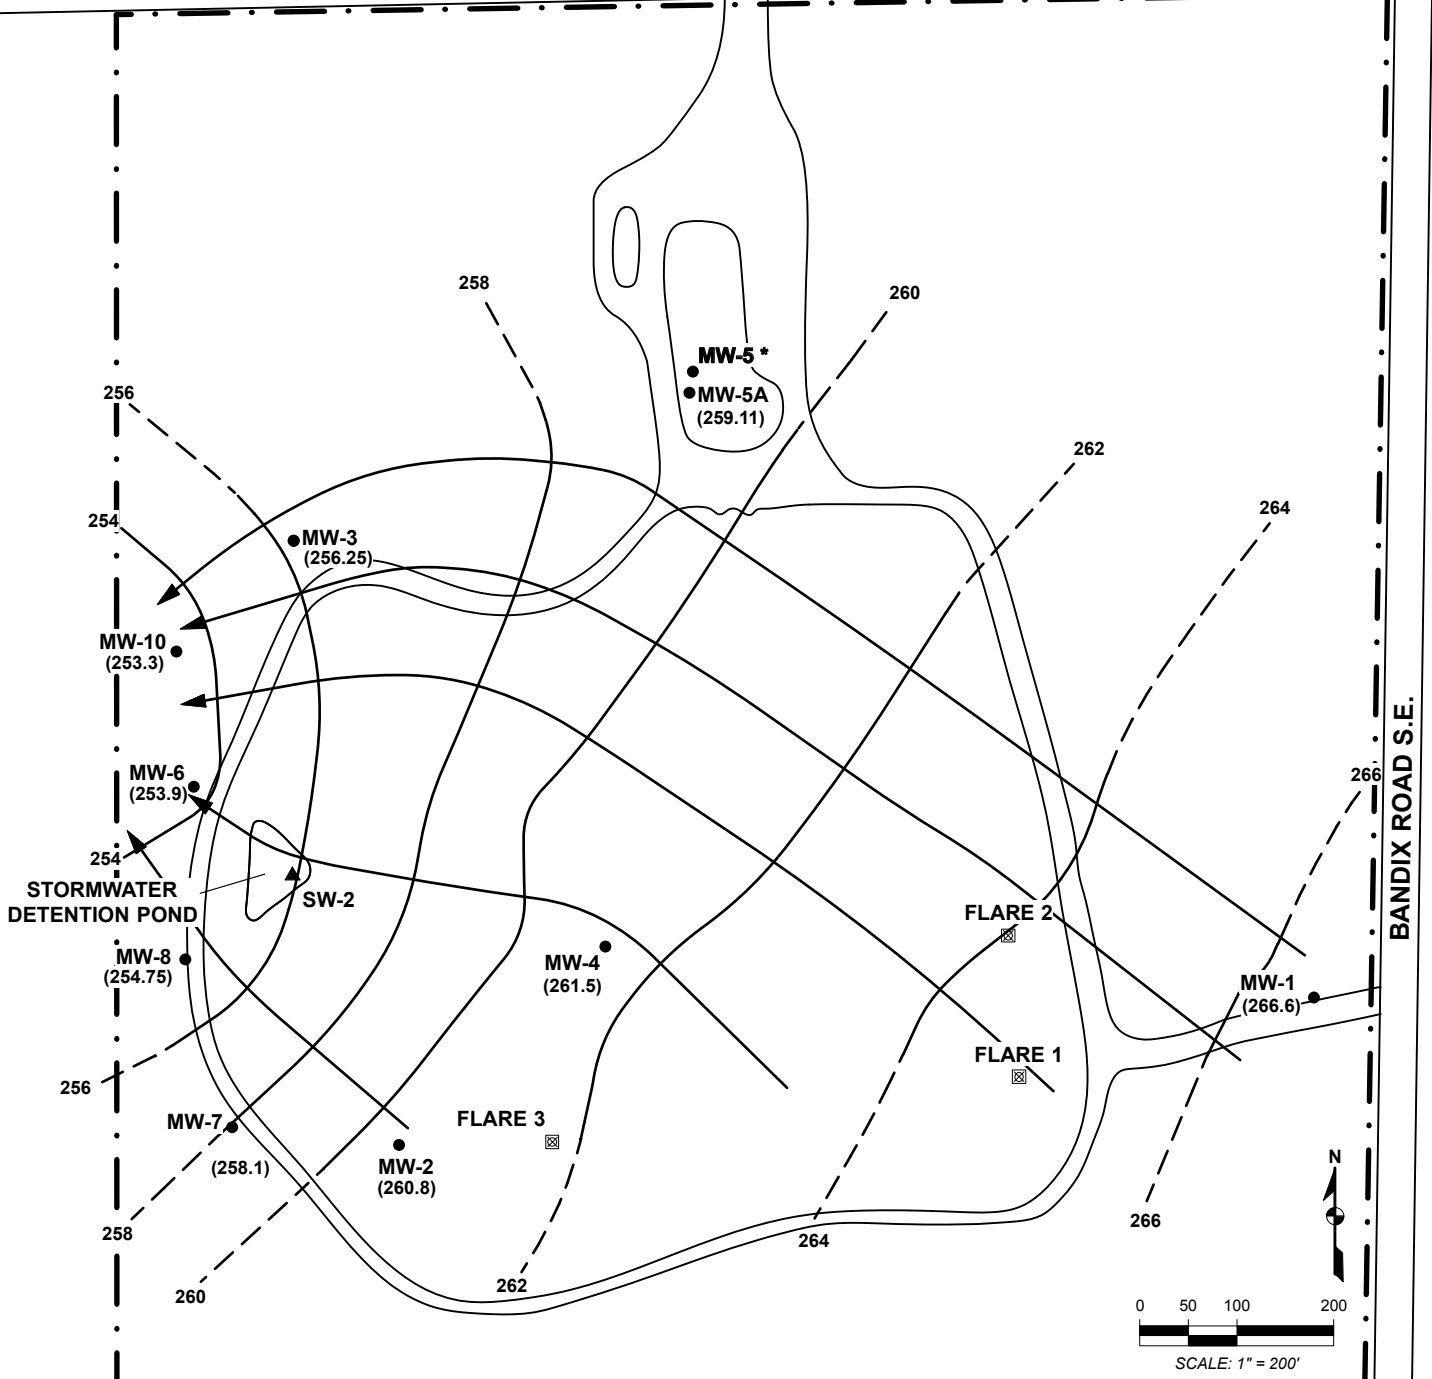 258
260
MW-5 *
MW-5A
(259.11)
256
262
264
254
MW-3
(256.25)
MW-10
(253.3)
MW-6
(253.9)
266
BANDIX ROAD S.E.
254
STORMWATER
DETENTION POND
SW-2
FLARE 2
MW-8
(254.75)
MW-4
(261.5)
MW-1
(266.6)
FLARE 1
256
MW-7
(258.1)
FLARE 3
MW-2
(260.8)
N
258
266
264
262
260
0 50 100 200
SCALE: 1" = 200'